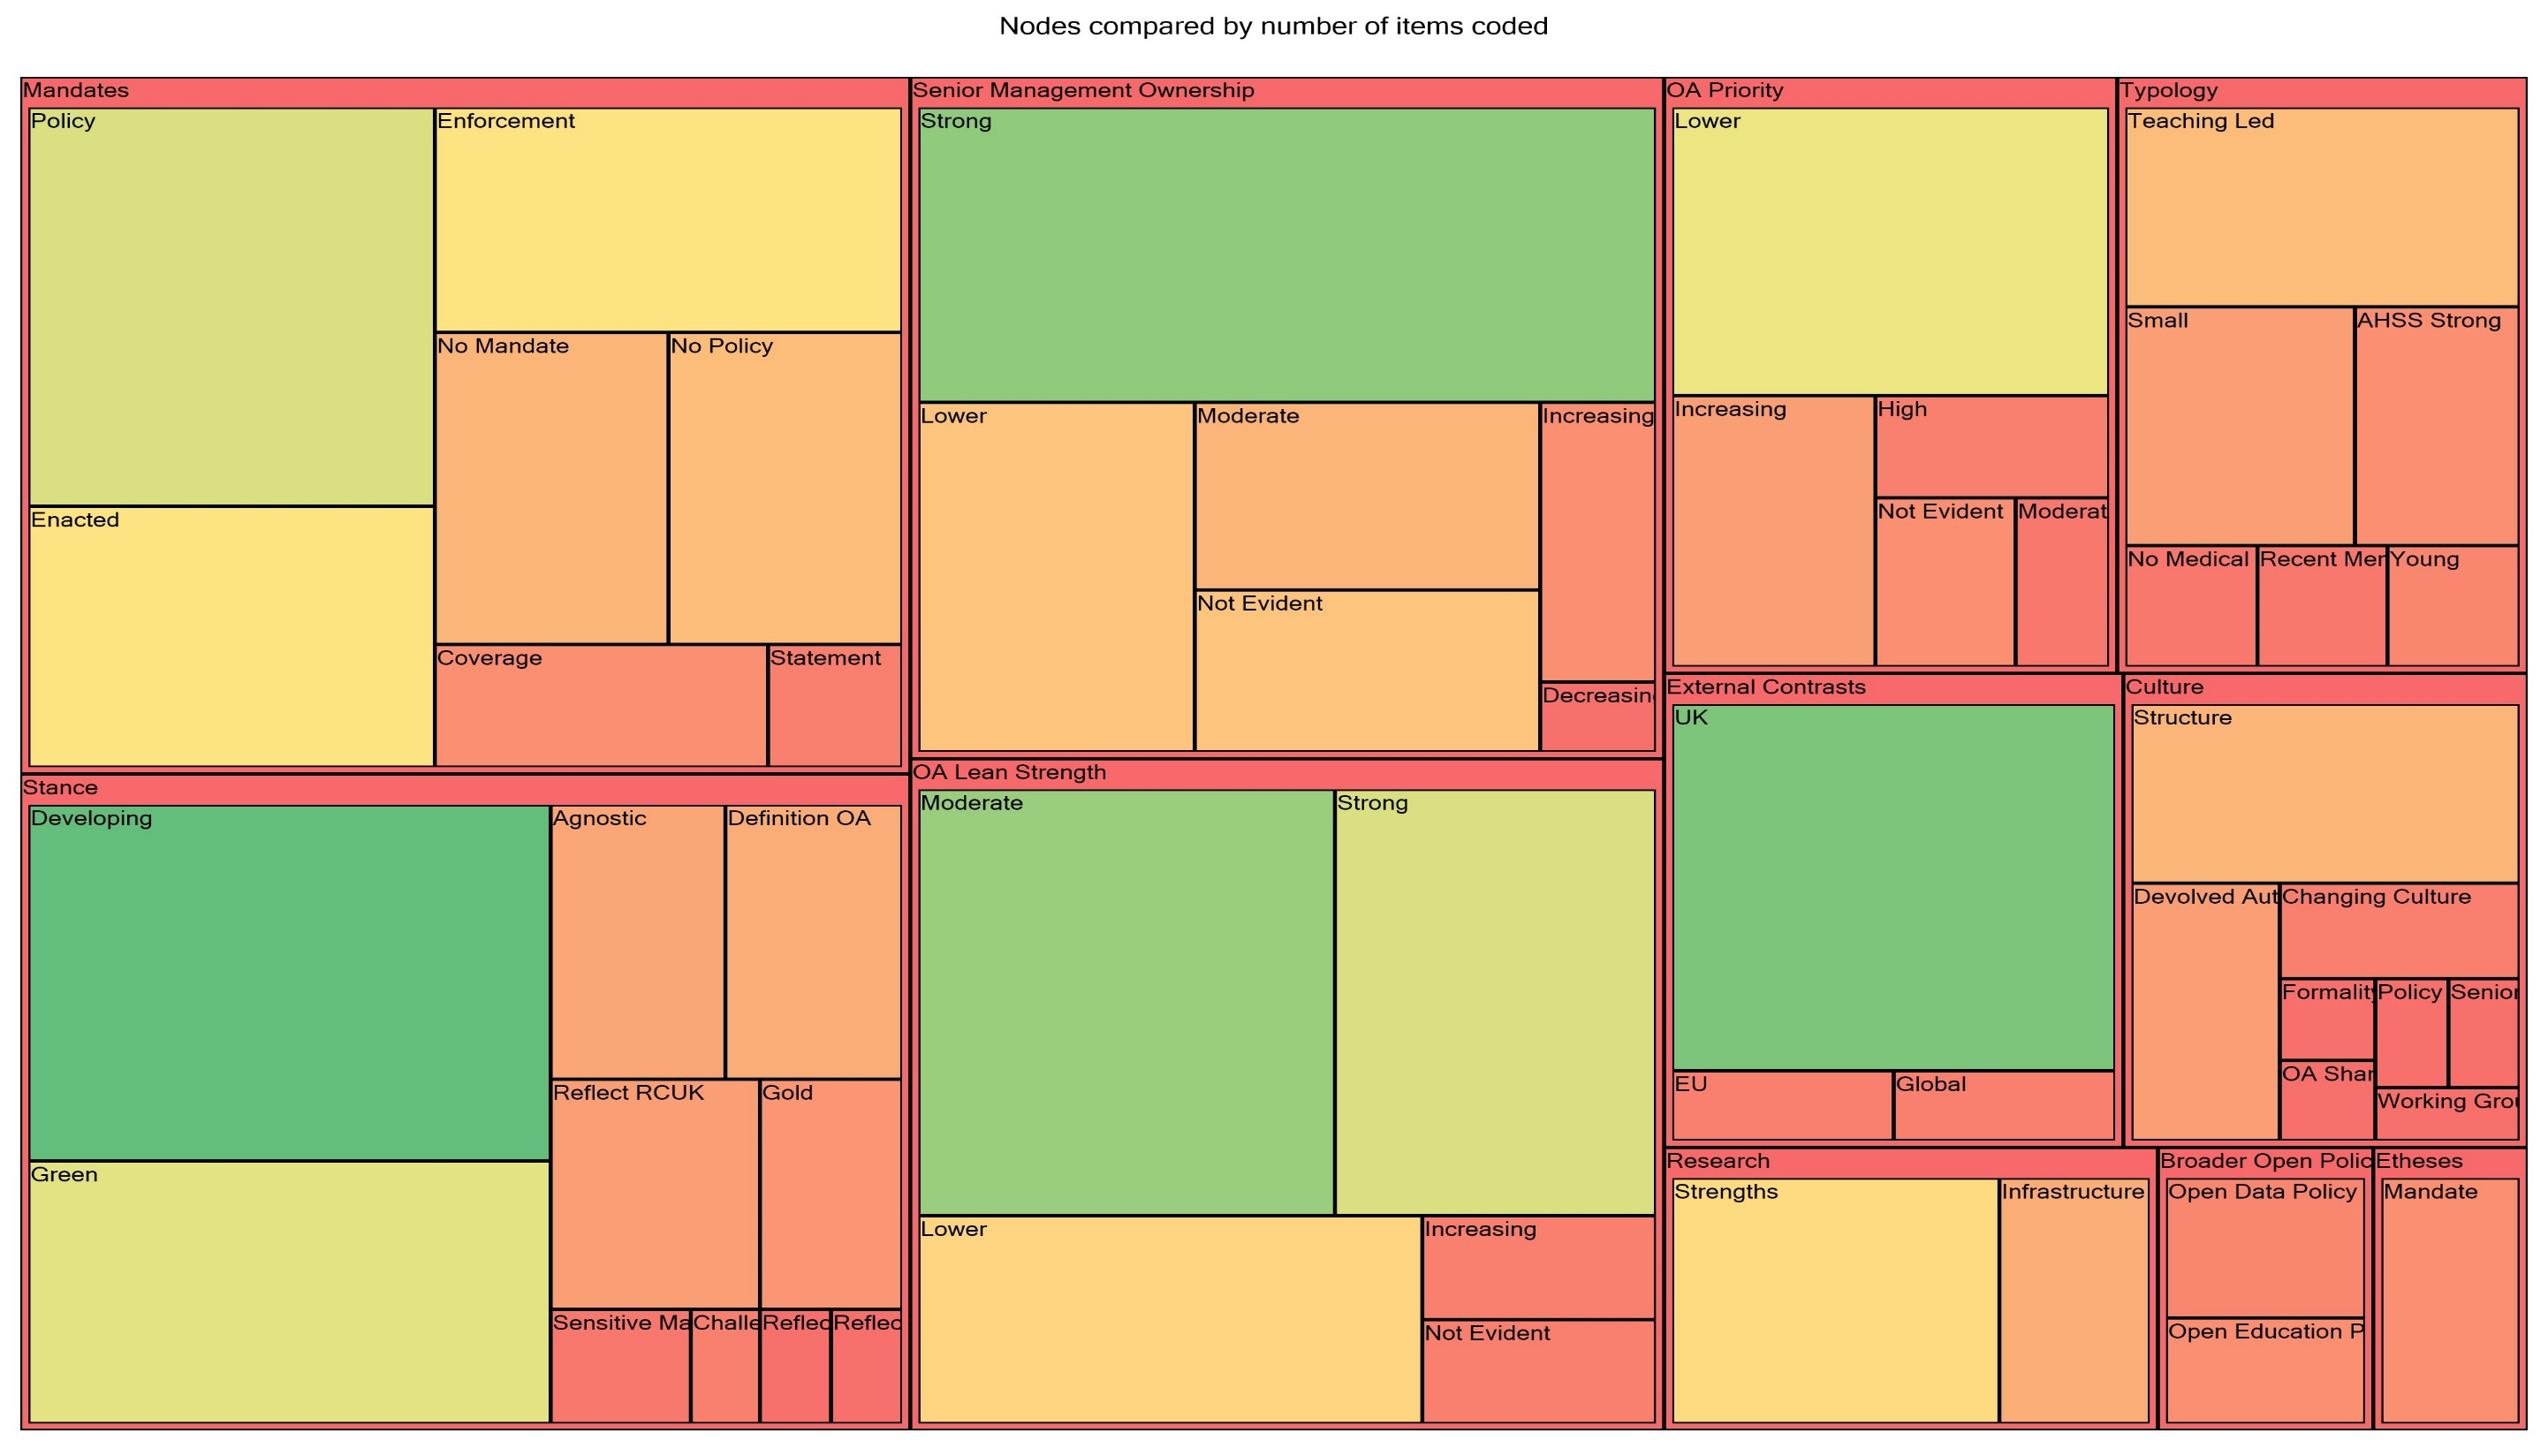 Nodes compared by number of items coded
Mandates
Policy
Enforcement
No Mandate
No Policy
Enacted
Coverage
Statement
Stance
Developing
Agnostic
Definition OA
Reflect RCUK
Gold
Green
Sensitive Ma
Challe
Reflec
Reflec
Senior Management Ownership
Strong
Lower
Moderate
Increasing
Not Evident
Decreasin
OA Lean Strength
Moderate
Strong
Lower
Increasing
Not Evident
OA Priority
Lower
Increasing
High
Not Evident
Moderat
Typology
Teaching Led
Small
AHSS Strong
No Medical
Recent Mer
Young
External Contrasts
UK
EU
Global
Culture
Structure
Devolved Aut
Changing Culture
Formality
Policy
Senior
OA Shar
Working Grou
Research
Strengths
Infrastructure
Broader Open Polic
Open Data Policy
Open Education P
Etheses
Mandate